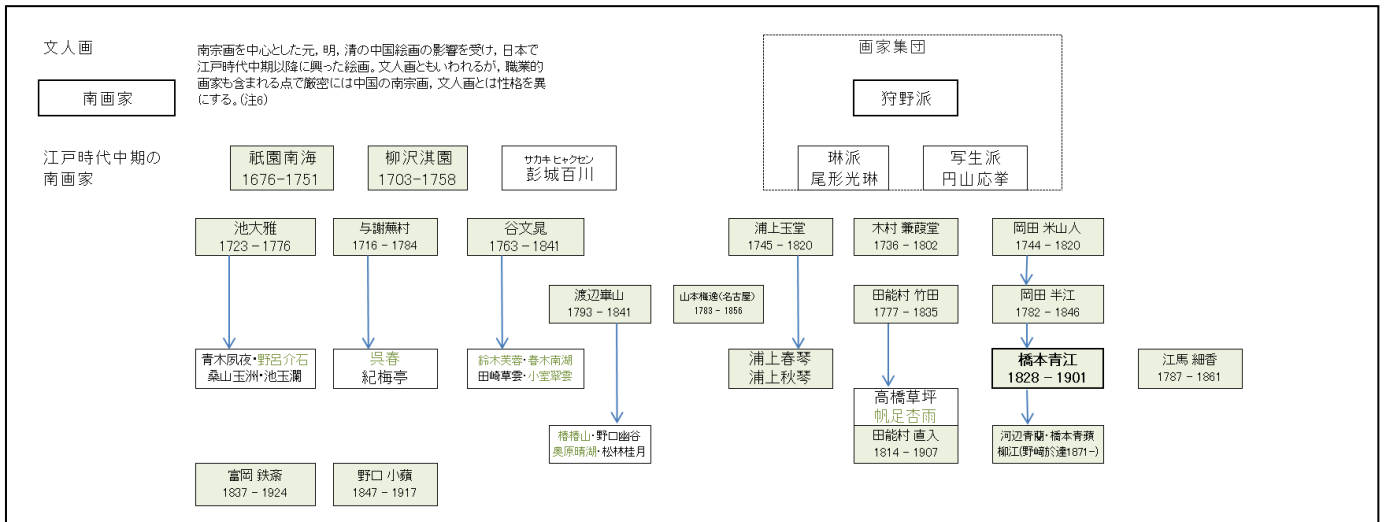 文人画
南宗画を中心とした元，明，清の中国絵画の影響を受け，日本で
江戸時代中期以降に興った絵画。文人画ともいわれるが，職業的
画家も含まれる点で厳密には中国の南宗画，文人画とは性格を異
にする。(注6)
南画家
画家集団
狩野派
江戸時代中期の
南画家
祇園南海
1676-1751
柳沢淇園
1703-1758
サカキ ヒャクセン
彭城百川
琳派
尾形光琳
写生派
円山応挙
池大雅
1723 - 1776
与謝蕪村
1716 - 1784
谷文晁
1763 - 1841
浦上玉堂
1745 - 1820
木村 蒹葭堂
1736 - 1802
岡田 米山人
1744 - 1820
渡辺崋山
1793 - 1841
山本梅逸(名古屋)
1783 - 1856
田能村 竹田
1777 - 1835
岡田 半江
1782 - 1846
青木夙夜・野呂介石
桑山玉洲・池玉瀾
呉春
紀梅亭
鈴木芙蓉・春木南湖
田崎草雲・小室翠雲
浦上春琴
浦上秋琴
橋本青江
1828 - 1901
江馬 細香
1787 - 1861
高橋草坪
帆足杏雨
田能村 直入
1814 - 1907
椿椿山・野口幽谷
奥原晴湖・松林桂月
河辺青蘭・橋本青蘋
柳江(野﨑於達1871-)
富岡 鉄斎
1837 - 1924
野口 小蘋
1847 - 1917